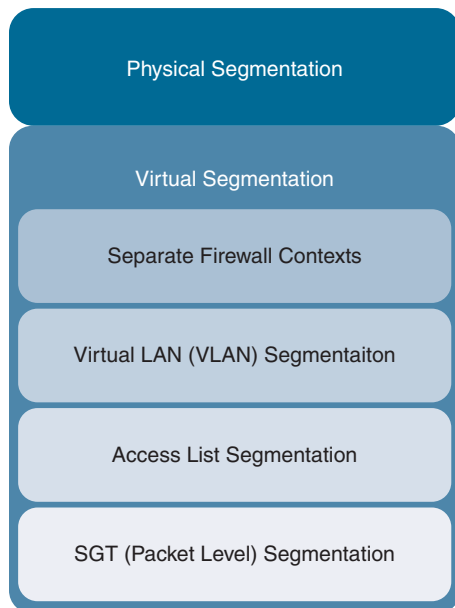 Physical Segmentation
Virtual Segmentation
Separate Firewall Contexts
Virtual LAN (VLAN) Segmentaiton
Access List Segmentation
SGT (Packet Level) Segmentation